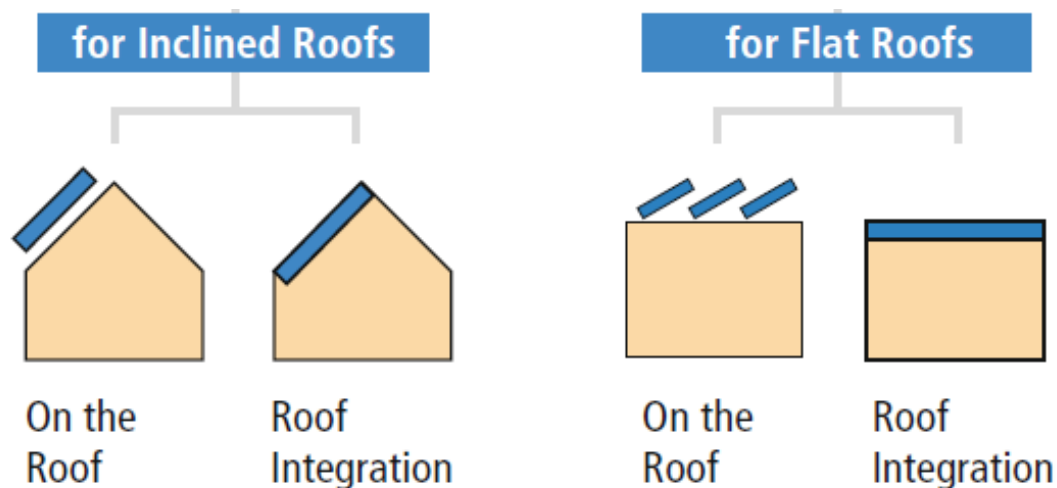 for Inclined Roofs
for Flat Roofs
On the
Roof
Roof
Integration
On the
Roof
Roof
Integration